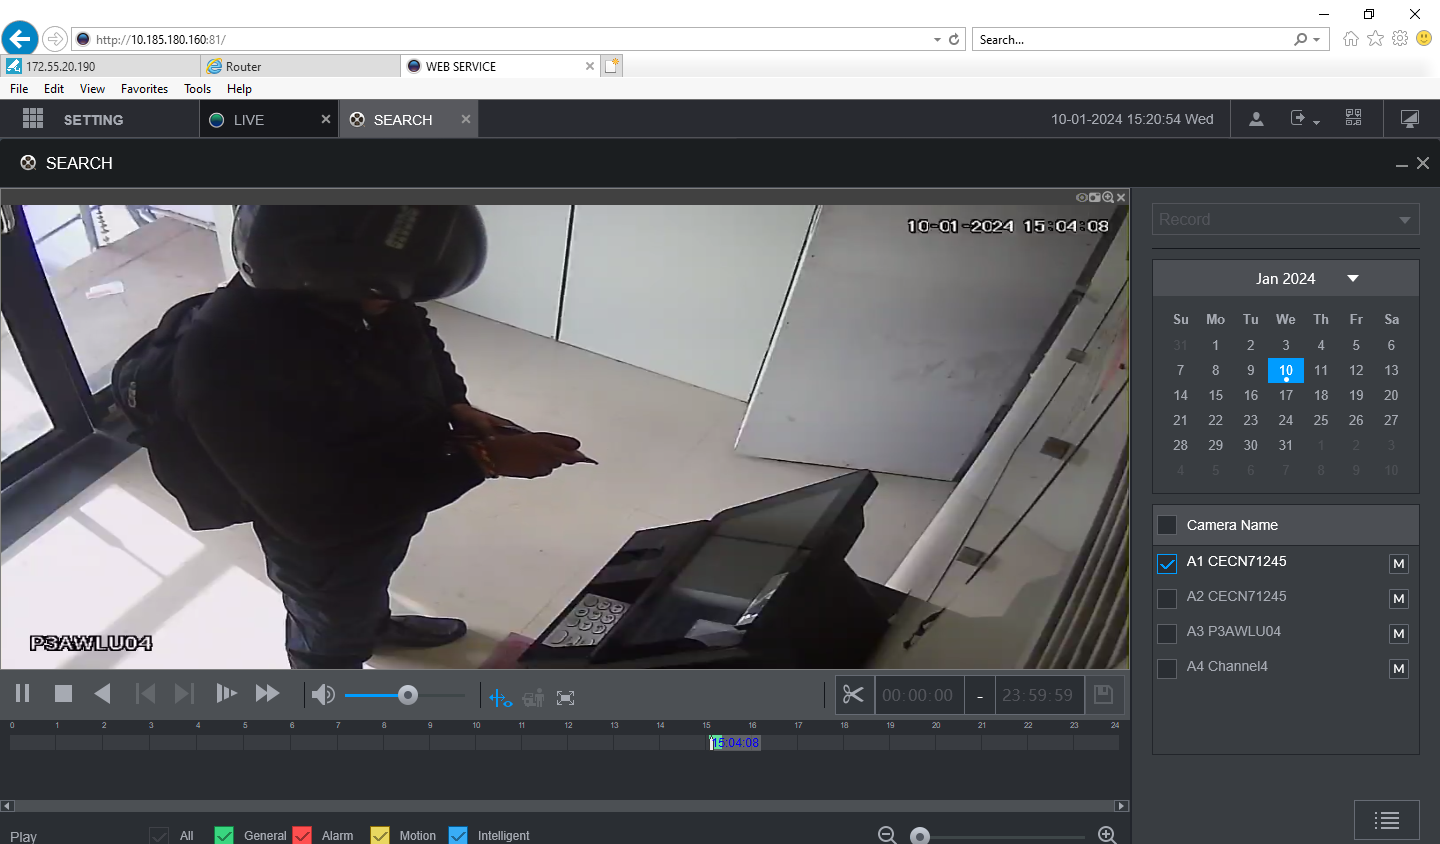 http://10.185.180.160:81/
Search...
172.55.20.190
Router
WEB SERVICE
File Edit View Favorites Tools Help
SETTING
LIVE
SEARCH
10-01-2024 15:20:54 Wed
SEARCH
10-01-2024 15:04:08
P3AWLU04
Record
Jan 2024
Su Mo Tu We Th Fr Sa
31 1 2 3 4 5 6
7 8 9 10 11 12 13
14 15 16 17 18 19 20
21 22 23 24 25 26 27
28 29 30 31 1 2 3
4 5 6 7 8 9 10
Camera Name
A1 CECN71245 M
A2 CECN71245 M
A3 P3AWLU04 M
A4 Channel4 M
00:00:00 - 23:59:59
0 1 2 3 4 5 6 7 8 9 10 11 12 13 14 15 16 17 18 19 20 21 22 23 24
15:04:08
Play
All General Alarm Motion Intelligent